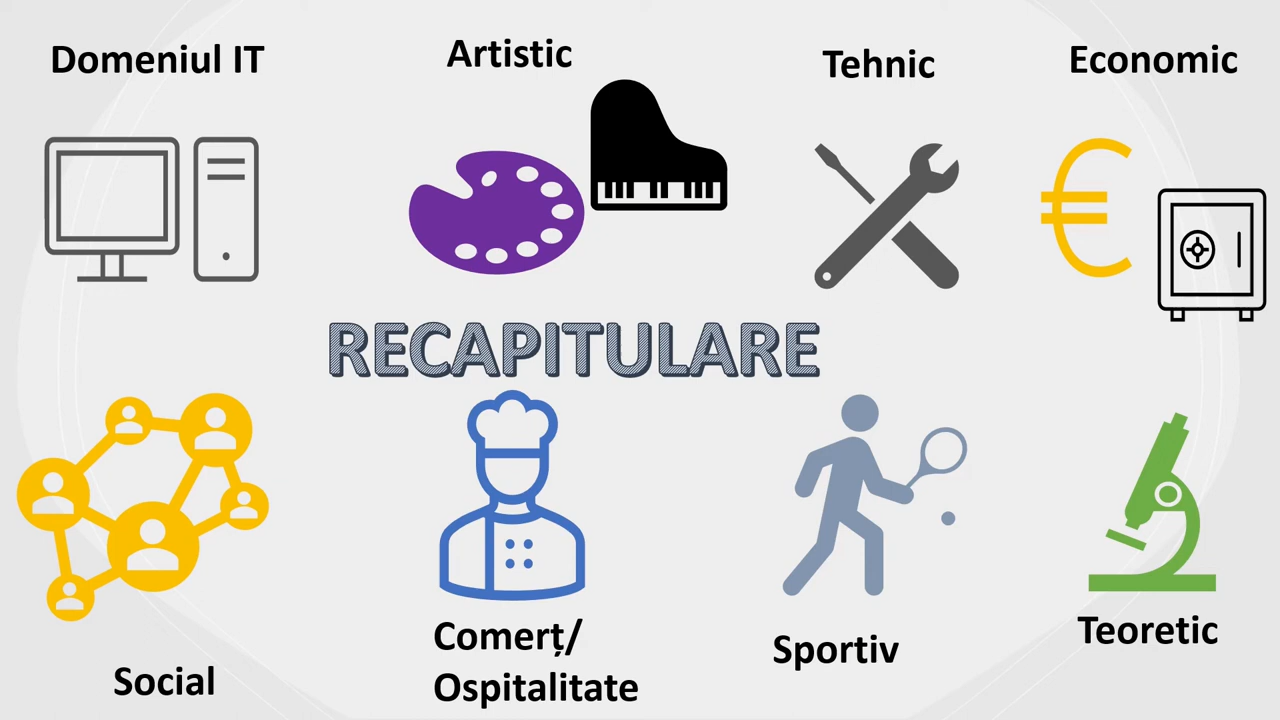 Domeniul IT
Artistic
Tehnic
Economic
RECAPITULARE
Social
Comerț/
Ospitalitate
Sportiv
Teoretic